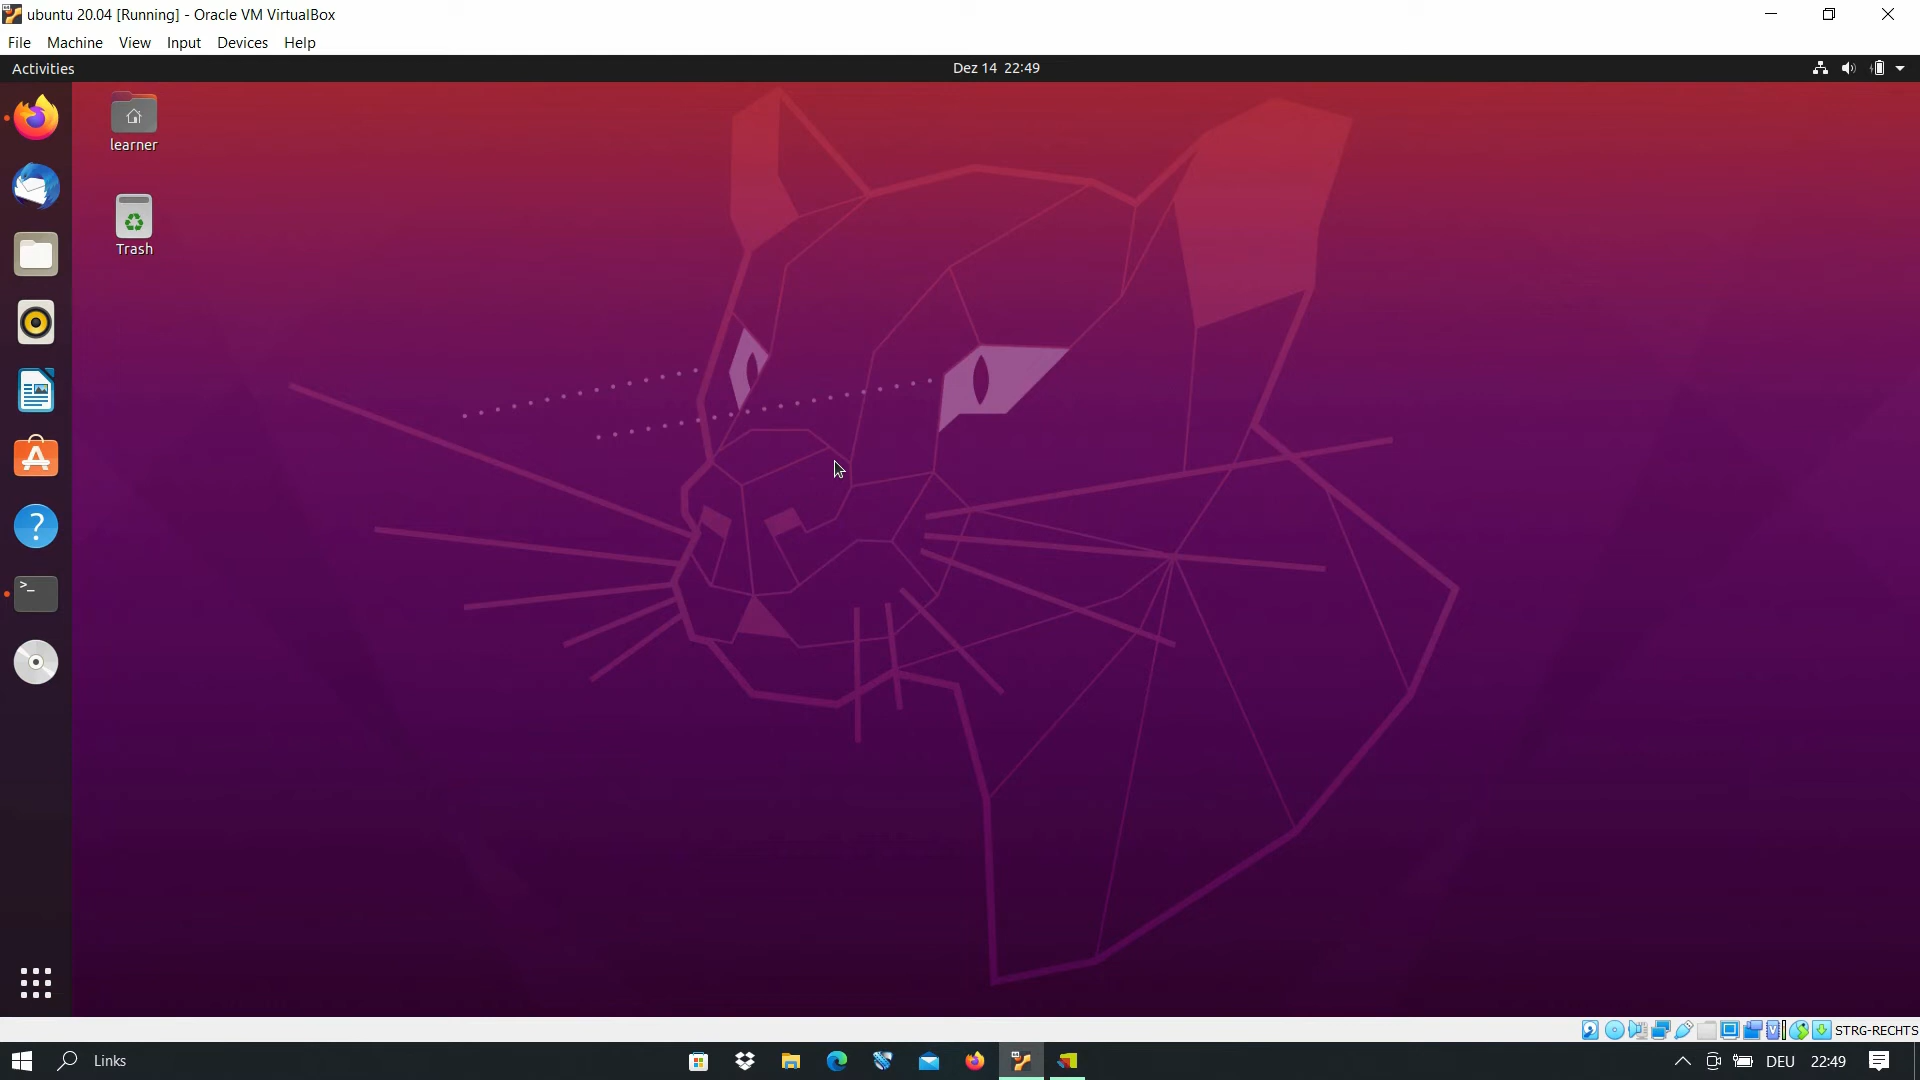 ubuntu 20.04 [Running] - Oracle VM VirtualBox
File Machine View Input Devices Help
Activities
Dez 14 22:49
learner
Trash
STRG-RECHTS
Links
DEU
22:49